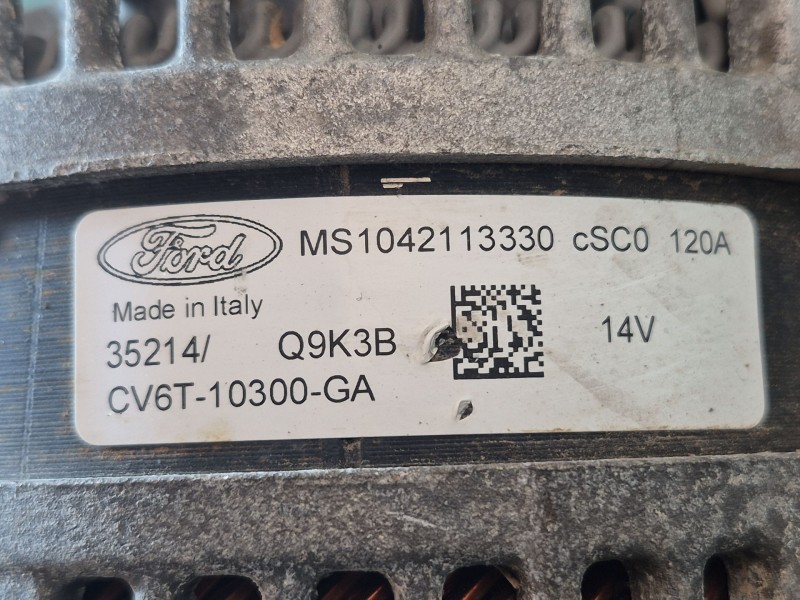 Ford MS1042113330 cSC0 120A
Made in Italy
35214/ Q9K3B 14V
CV6T-10300-GA